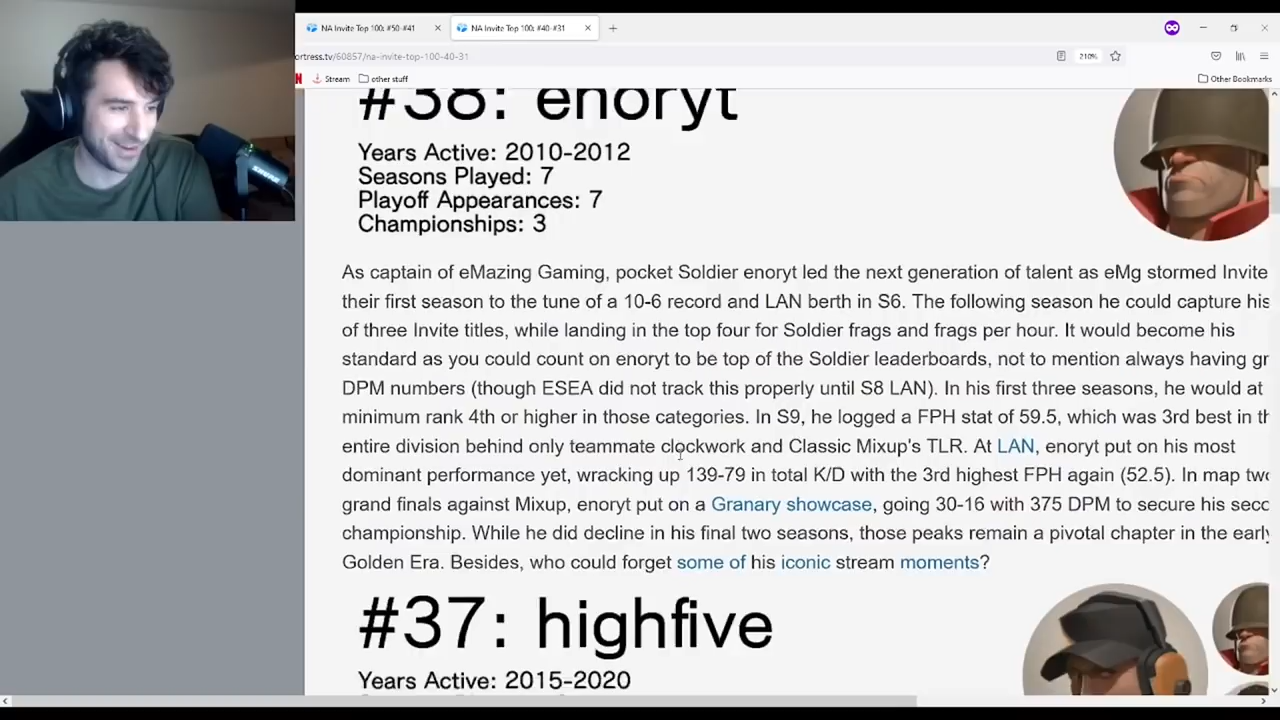 NA Invite Top 100: #50-#41
NA Invite Top 100: #40-#31
ortress.tv/60857/na-invite-top-100-40-31
210%
N Stream other stuff
Other Bookmarks
#38: enoryt
Years Active: 2010-2012
Seasons Played: 7
Playoff Appearances: 7
Championships: 3
As captain of eMazing Gaming, pocket Soldier enoryt led the next generation of talent as eMg stormed Invite
their first season to the tune of a 10-6 record and LAN berth in S6. The following season he could capture his
of three Invite titles, while landing in the top four for Soldier frags and frags per hour. It would become his
standard as you could count on enoryt to be top of the Soldier leaderboards, not to mention always having gr
DPM numbers (though ESEA did not track this properly until S8 LAN). In his first three seasons, he would at
minimum rank 4th or higher in those categories. In S9, he logged a FPH stat of 59.5, which was 3rd best in th
entire division behind only teammate clockwork and Classic Mixup's TLR. At LAN, enoryt put on his most
dominant performance yet, wracking up 139-79 in total K/D with the 3rd highest FPH again (52.5). In map two
grand finals against Mixup, enoryt put on a Granary showcase, going 30-16 with 375 DPM to secure his seco
championship. While he did decline in his final two seasons, those peaks remain a pivotal chapter in the early
Golden Era. Besides, who could forget some of his iconic stream moments?
#37: highfive
Years Active: 2015-2020
SHURE